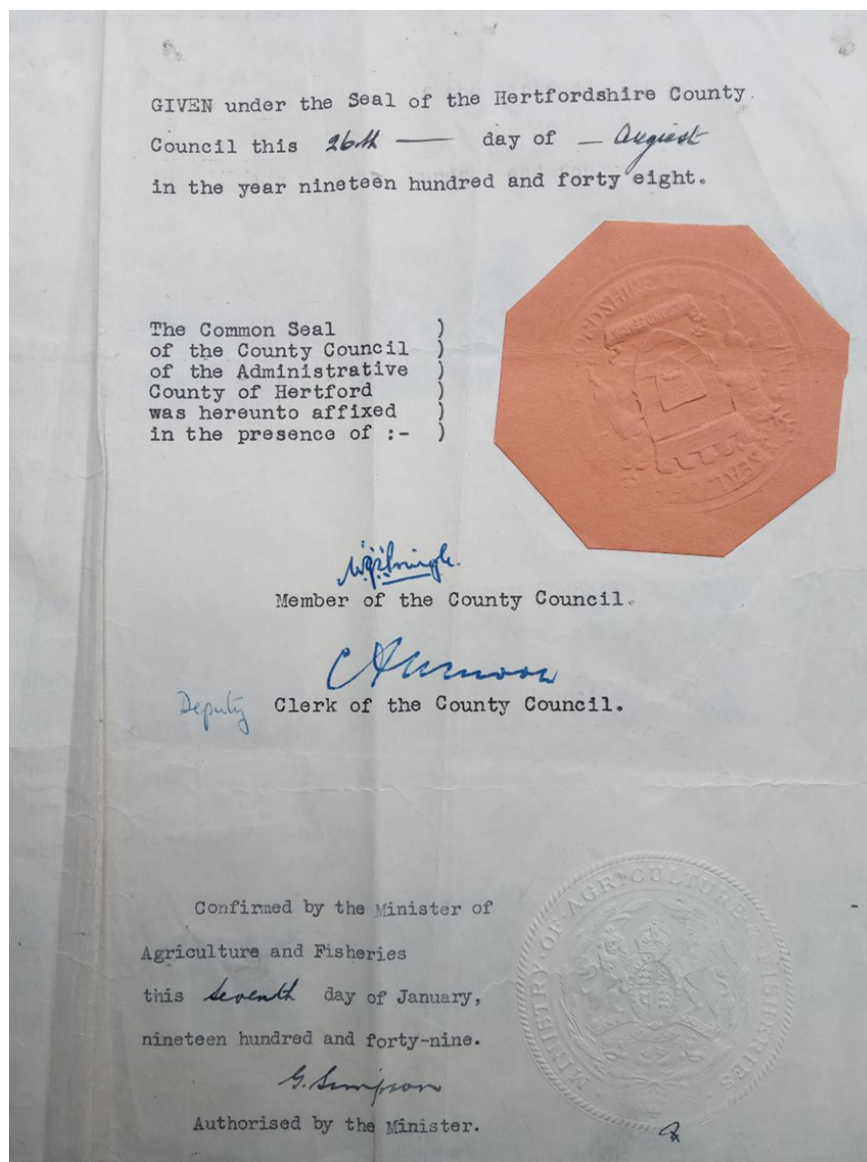 GIVEN under the Seal of the Hertfordshire County
Council this 26th day of August
in the year nineteen hundred and forty eight.
The Common Seal )
of the County Council )
of the Administrative )
County of Hertford )
was hereunto affixed )
in the presence of :- )
Member of the County Council.
Deputy Clerk of the County Council.
Confirmed by the Minister of
Agriculture and Fisheries
this seventh day of January,
nineteen hundred and forty-nine.
G. Simpson
Authorised by the Minister.
MINISTRY·OF·AGRICULTURE & FISHERIES